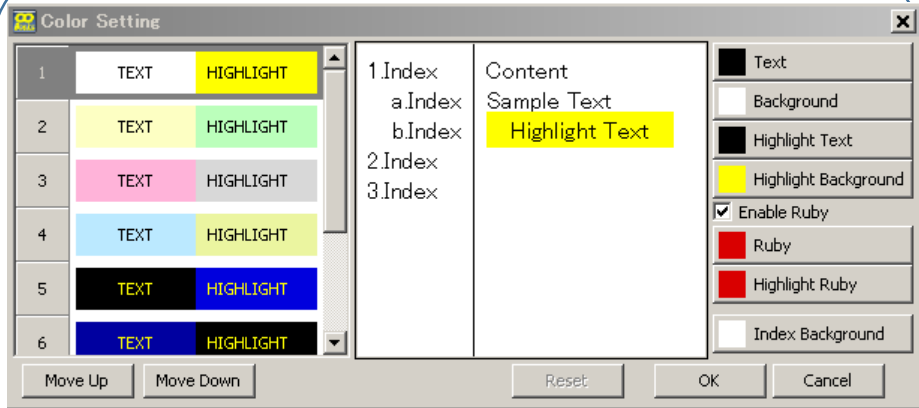 Color Setting
1 TEXT HIGHLIGHT
2 TEXT HIGHLIGHT
3 TEXT HIGHLIGHT
4 TEXT HIGHLIGHT
5 TEXT HIGHLIGHT
6 TEXT HIGHLIGHT
Move Up Move Down
1.Index Content
a.Index Sample Text
b.Index Highlight Text
2.Index
3.Index
Text
Background
Highlight Text
Highlight Background
Enable Ruby
Ruby
Highlight Ruby
Index Background
Reset OK Cancel